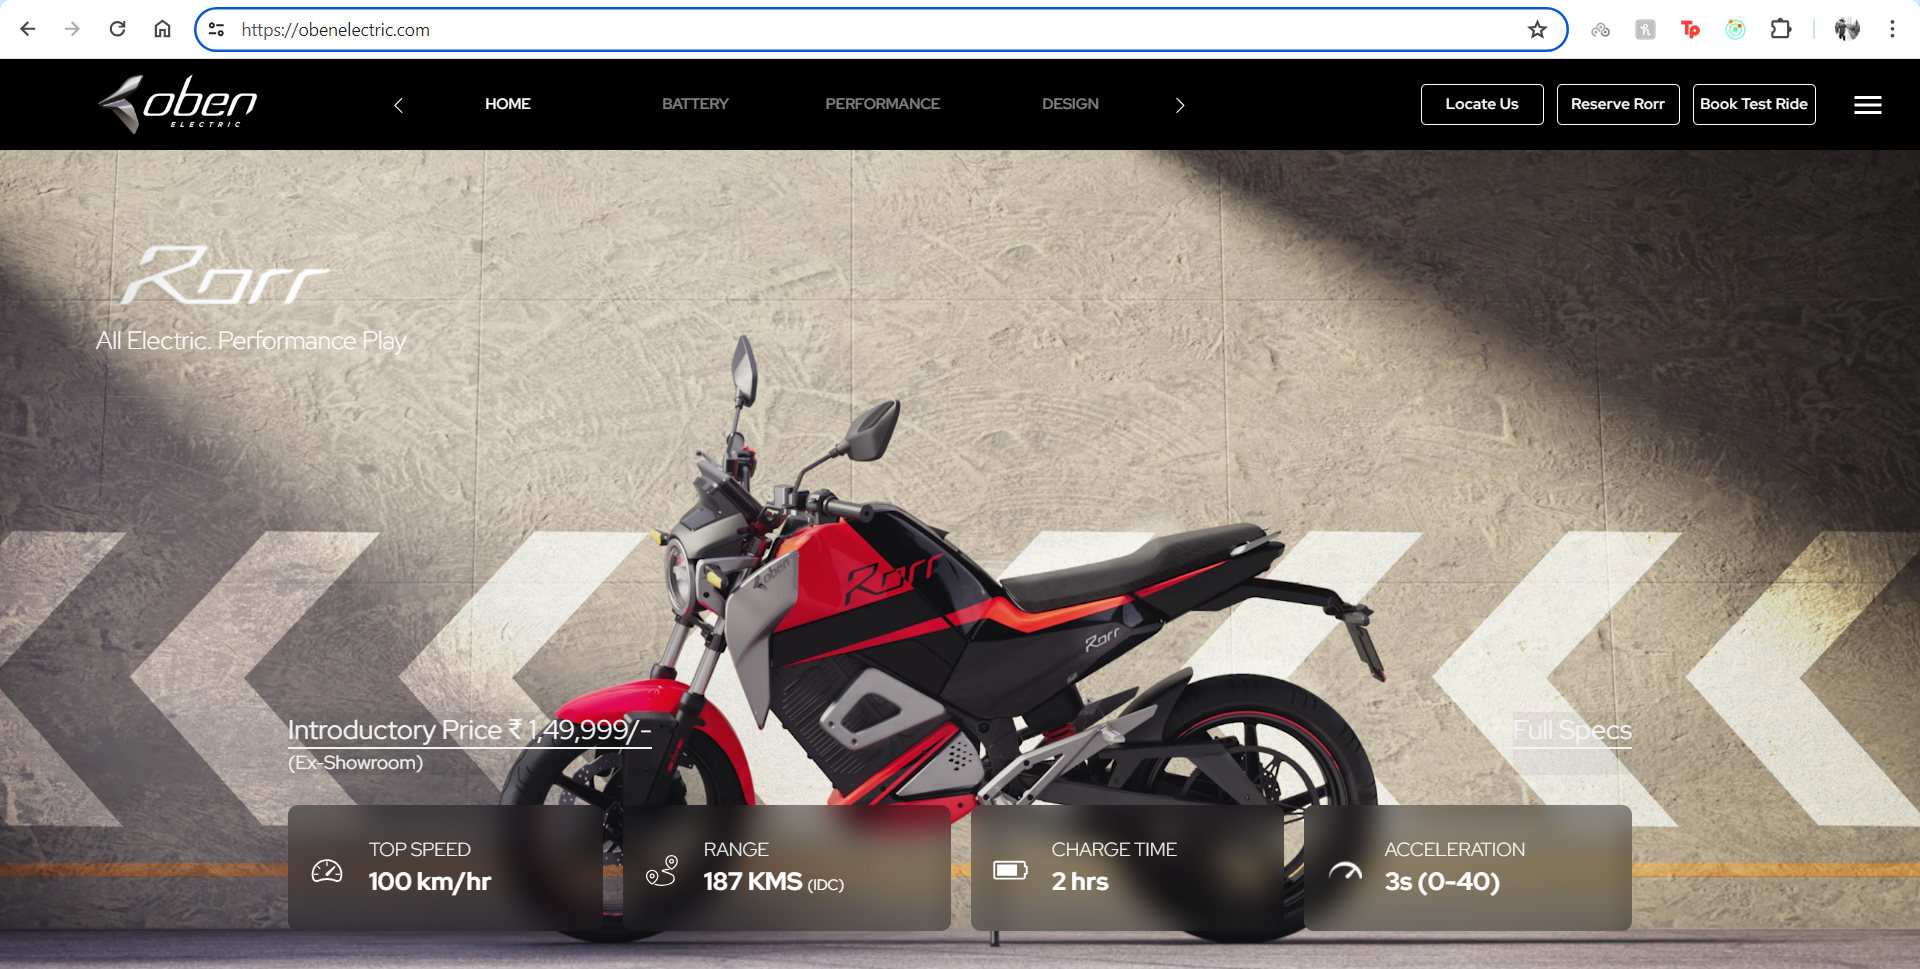 https://obenelectric.com
oben
ELECTRIC
HOME
BATTERY
PERFORMANCE
DESIGN
Locate Us
Reserve Rorr
Book Test Ride
Rorr
All Electric. Performance Play
oben
Rorr
Rorr
Introductory Price ₹ 1,49,999/-
(Ex-Showroom)
Full Specs
TOP SPEED
100 km/hr
RANGE
187 KMS (IDC)
CHARGE TIME
2 hrs
ACCELERATION
3s (0-40)